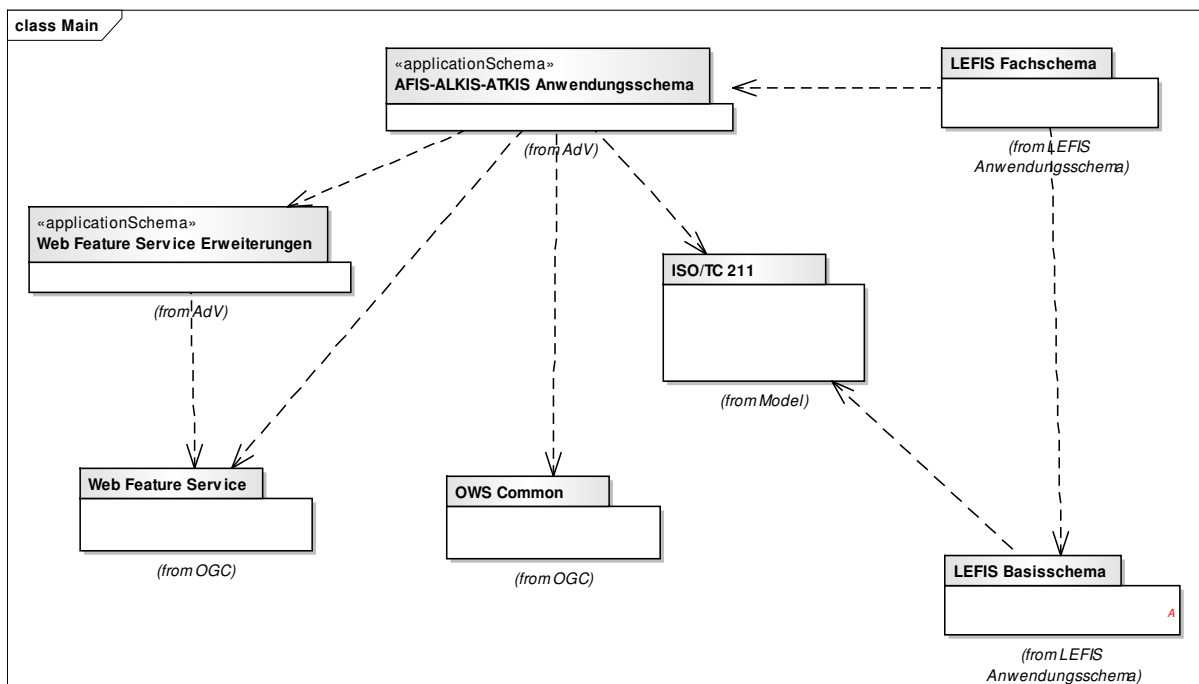 class Main
«applicationSchema»
AFIS-ALKIS-ATKIS Anwendungsschema
(from AdV)
LEFIS Fachschema
(from LEFIS
Anwendungsschema)
«applicationSchema»
Web Feature Service Erweiterungen
(from AdV)
ISO/TC 211
(from Model)
Web Feature Service
(from OGC)
OWS Common
(from OGC)
LEFIS Basisschema
A
(from LEFIS
Anwendungsschema)